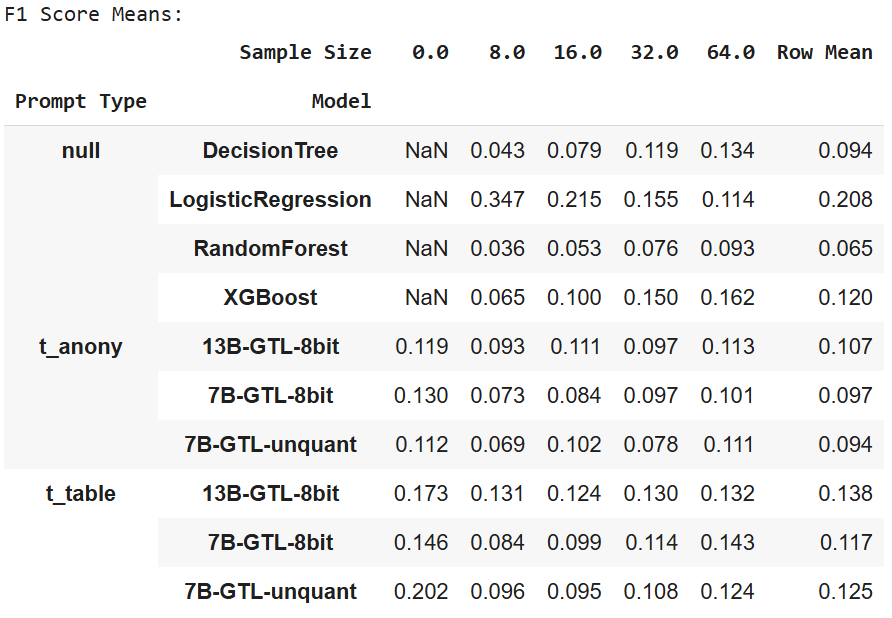 F1 Score Means:
Sample Size 0.0 8.0 16.0 32.0 64.0 Row Mean
Prompt Type Model
null DecisionTree NaN 0.043 0.079 0.119 0.134 0.094
LogisticRegression NaN 0.347 0.215 0.155 0.114 0.208
RandomForest NaN 0.036 0.053 0.076 0.093 0.065
XGBoost NaN 0.065 0.100 0.150 0.162 0.120
t_anony 13B-GTL-8bit 0.119 0.093 0.111 0.097 0.113 0.107
7B-GTL-8bit 0.130 0.073 0.084 0.097 0.101 0.097
7B-GTL-unquant 0.112 0.069 0.102 0.078 0.111 0.094
t_table 13B-GTL-8bit 0.173 0.131 0.124 0.130 0.132 0.138
7B-GTL-8bit 0.146 0.084 0.099 0.114 0.143 0.117
7B-GTL-unquant 0.202 0.096 0.095 0.108 0.124 0.125